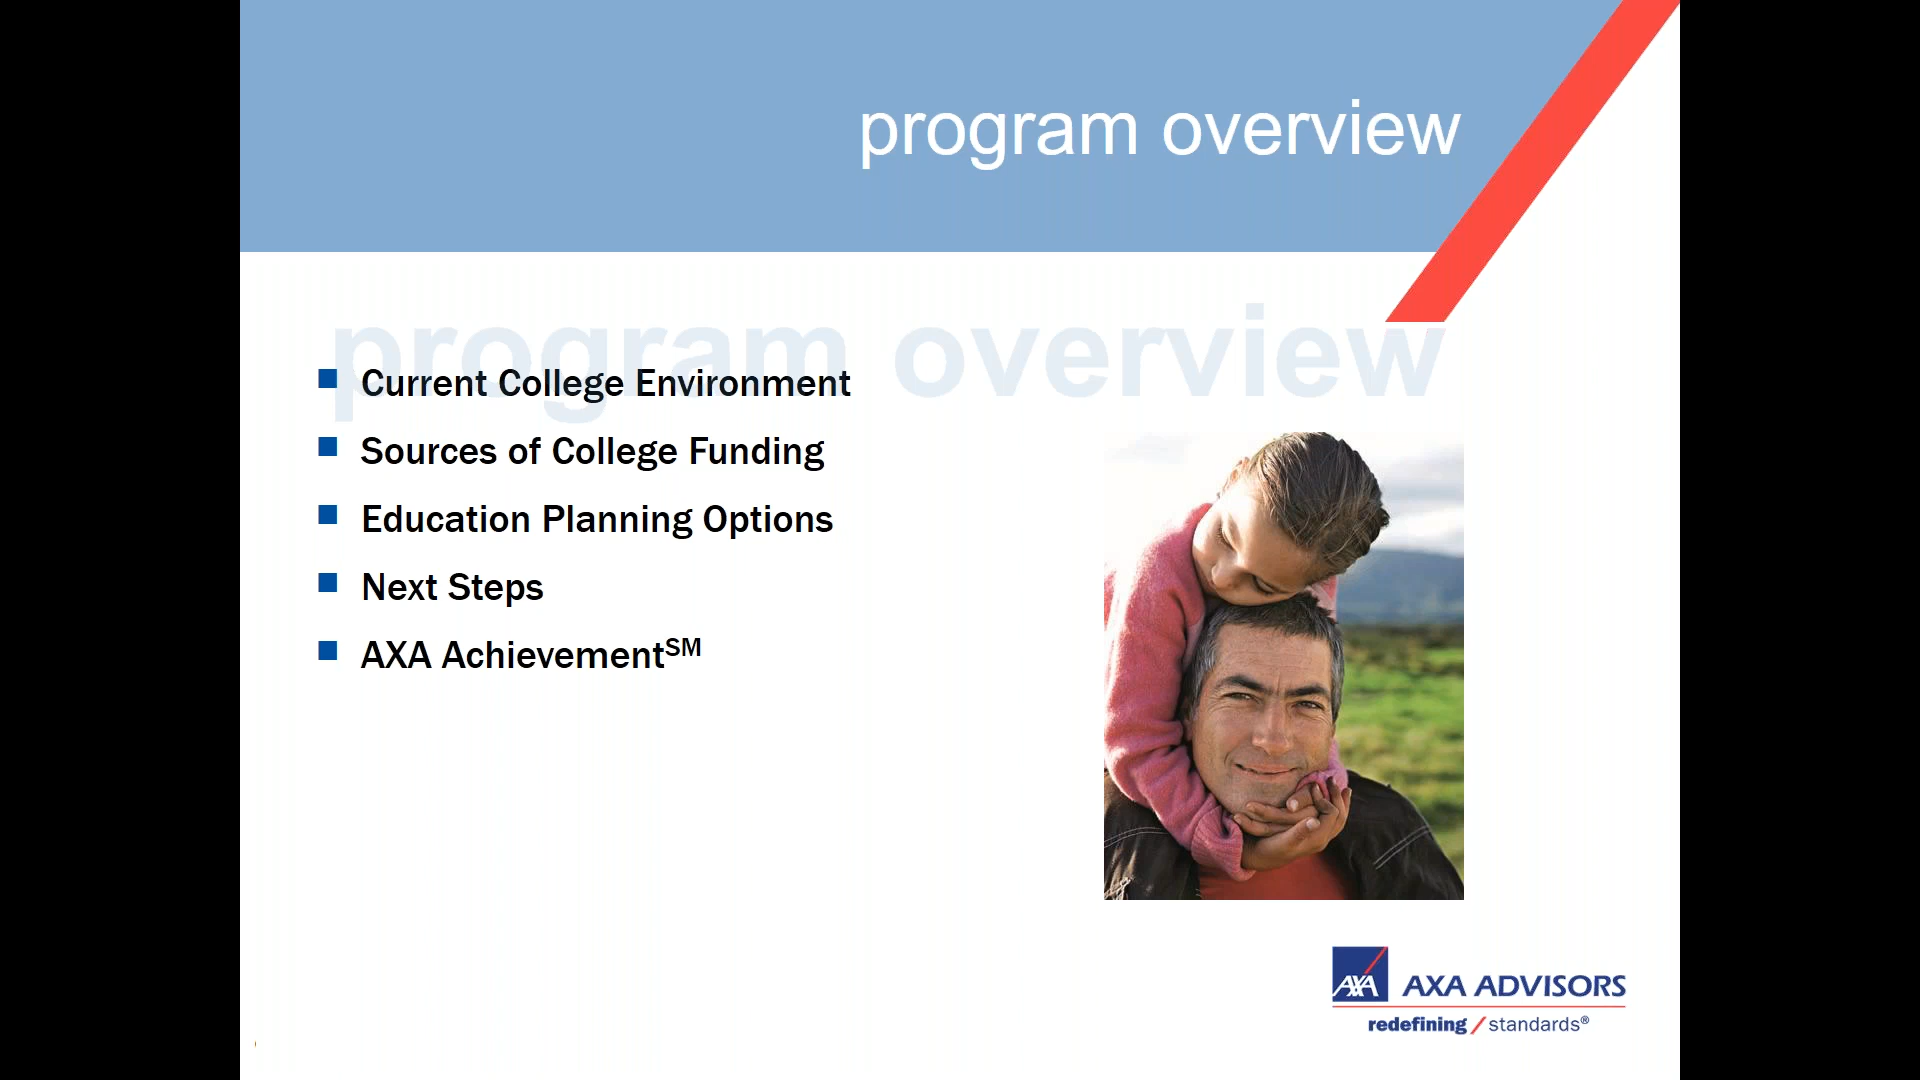 program overview
program overview
Current College Environment
Sources of College Funding
Education Planning Options
Next Steps
AXA AchievementSM
AXA AXA ADVISORS
redefining / standards®